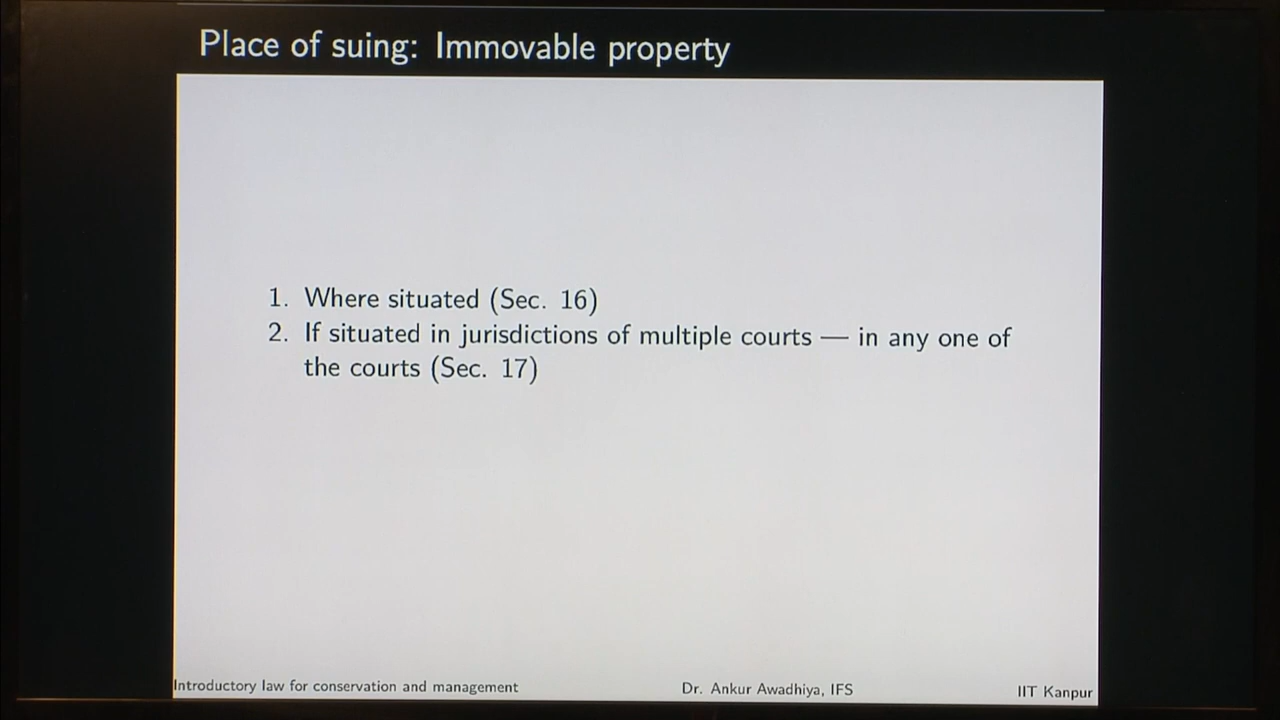 Place of suing: Immovable property
1. Where situated (Sec. 16)
2. If situated in jurisdictions of multiple courts — in any one of
the courts (Sec. 17)
Introductory law for conservation and management Dr. Ankur Awadhiya, IFS IIT Kanpur